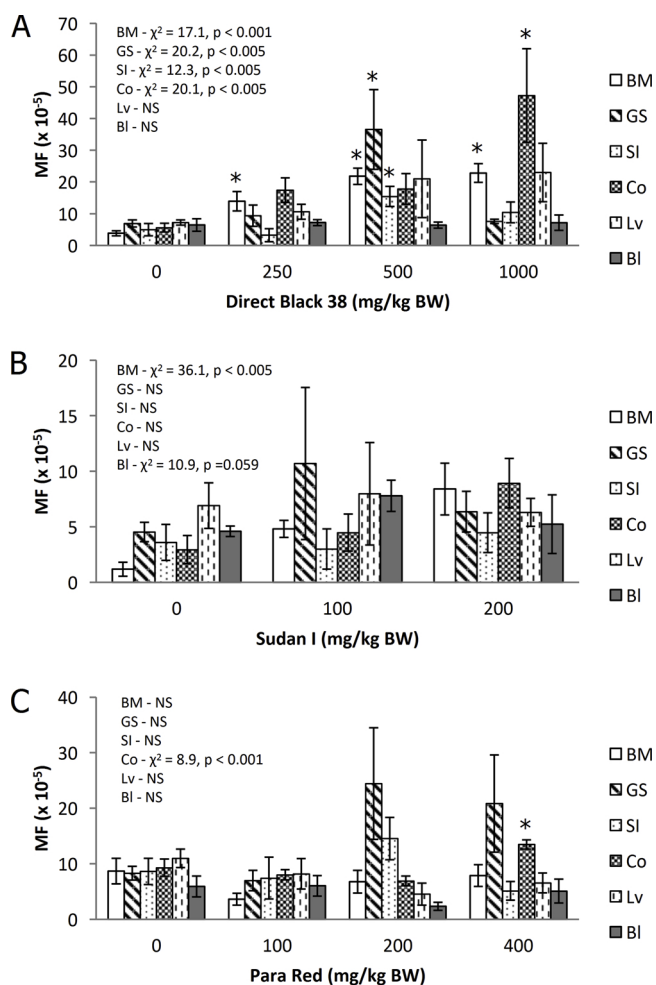 A
BM - χ² = 17.1, p < 0.001
GS - χ² = 20.2, p < 0.005
SI - χ² = 12.3, p < 0.005
Co - χ² = 20.1, p < 0.005
Lv - NS
Bl - NS
MF (x 10⁻⁵)
70
60
50
40
30
20
10
0
* * * * * *
0 250 500 1000
Direct Black 38 (mg/kg BW)
BM
GS
SI
Co
Lv
Bl
B
BM - χ² = 36.1, p < 0.005
GS - NS
SI - NS
Co - NS
Lv - NS
Bl - χ² = 10.9, p =0.059
MF (x 10⁻⁵)
20
15
10
5
0
0 100 200
Sudan I (mg/kg BW)
BM
GS
SI
Co
Lv
Bl
C
BM - NS
GS - NS
SI - NS
Co - χ² = 8.9, p < 0.001
Lv - NS
Bl - NS
MF (x 10⁻⁵)
40
30
20
10
0
*
0 100 200 400
Para Red (mg/kg BW)
BM
GS
SI
Co
Lv
Bl